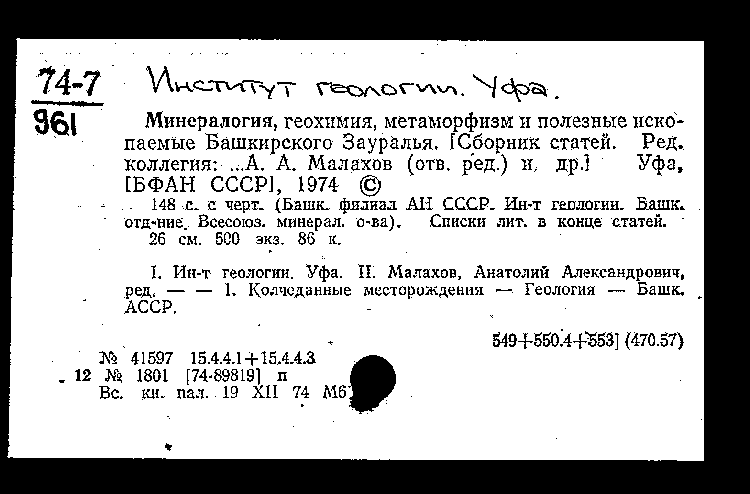 74-7
961
Институт геологии. Уфа.
Минералогия, геохимия, метаморфизм и полезные иско-
паемые Башкирского Зауралья. [Сборник статей. Ред.
коллегия: ...А. А. Малахов (отв. ред.) и др.] Уфа,
[БФАН СССР], 1974 ©
148 с. с черт. (Башк. филиал АН СССР. Ин-т геологии. Башк.
отд-ние. Всесоюз. минерал. о-ва). Списки лит. в конце статей.
26 см. 500 экз. 86 к.
I. Ин-т геологии. Уфа. II. Малахов, Анатолий Александрович,
ред. — — 1. Колчеданные месторождения — Геология — Башк.
АССР.
549+550.4+553] (470.57)
№ 41597 15.4.4.1+15.4.4.3
12 № 1801 [74-89819] п
Вс. кн. пал. 19 XII 74 М6